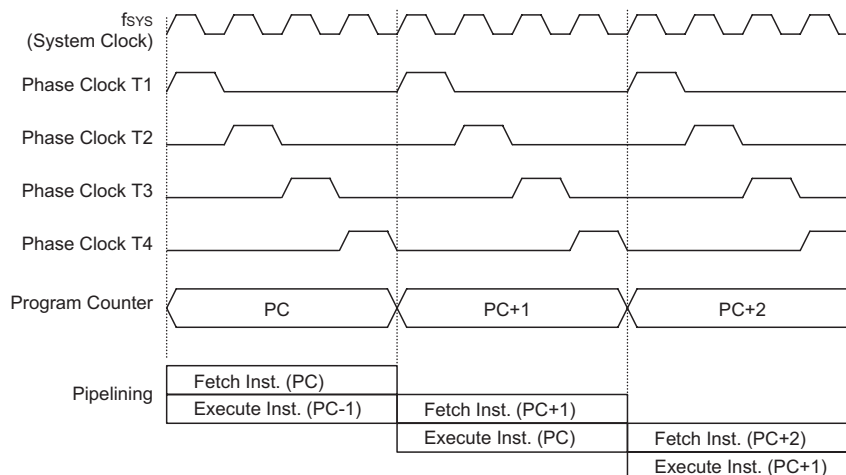 fSYS
(System Clock)
Phase Clock T1
Phase Clock T2
Phase Clock T3
Phase Clock T4
Program Counter
PC
PC+1
PC+2
Pipelining
Fetch Inst. (PC)
Execute Inst. (PC-1)
Fetch Inst. (PC+1)
Execute Inst. (PC)
Fetch Inst. (PC+2)
Execute Inst. (PC+1)